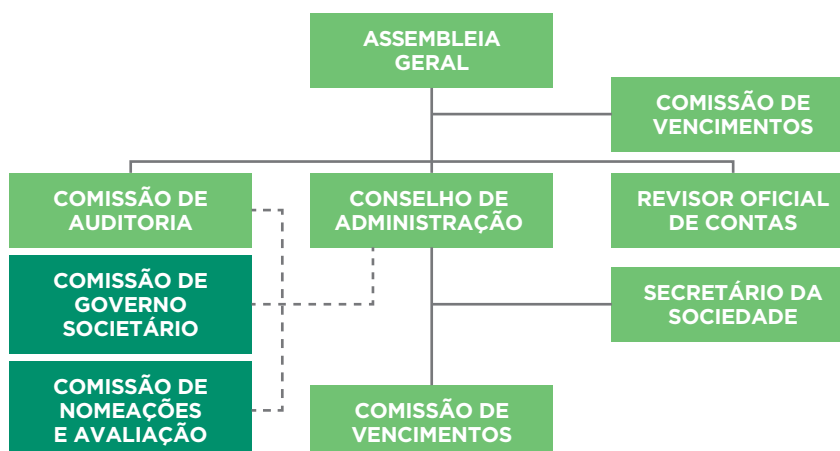 ASSEMBLEIA
GERAL
COMISSÃO DE
VENCIMENTOS
COMISSÃO DE
AUDITORIA
CONSELHO DE
ADMINISTRAÇÃO
REVISOR OFICIAL
DE CONTAS
COMISSÃO DE
GOVERNO
SOCIETÁRIO
SECRETÁRIO DA
SOCIEDADE
COMISSÃO DE
NOMEAÇÕES
E AVALIAÇÃO
COMISSÃO DE
VENCIMENTOS